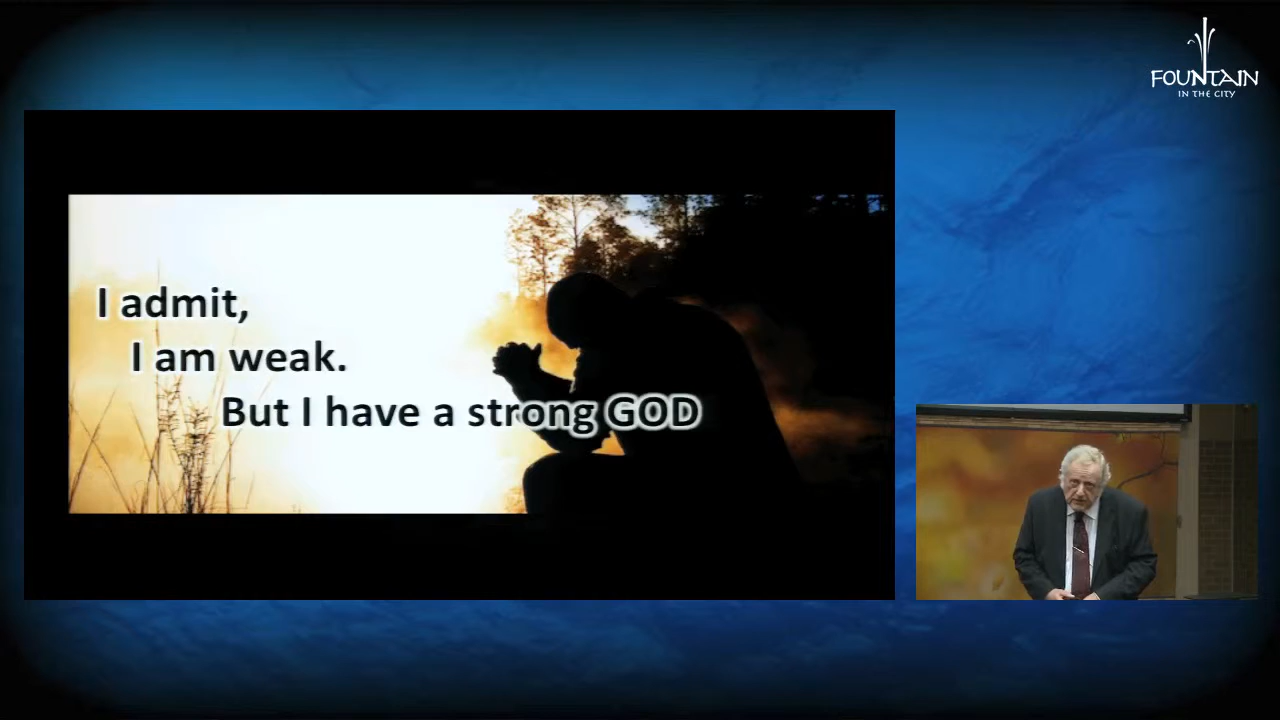 FOUNTAIN
IN THE CITY
I admit,
I am weak.
But I have a strong GOD